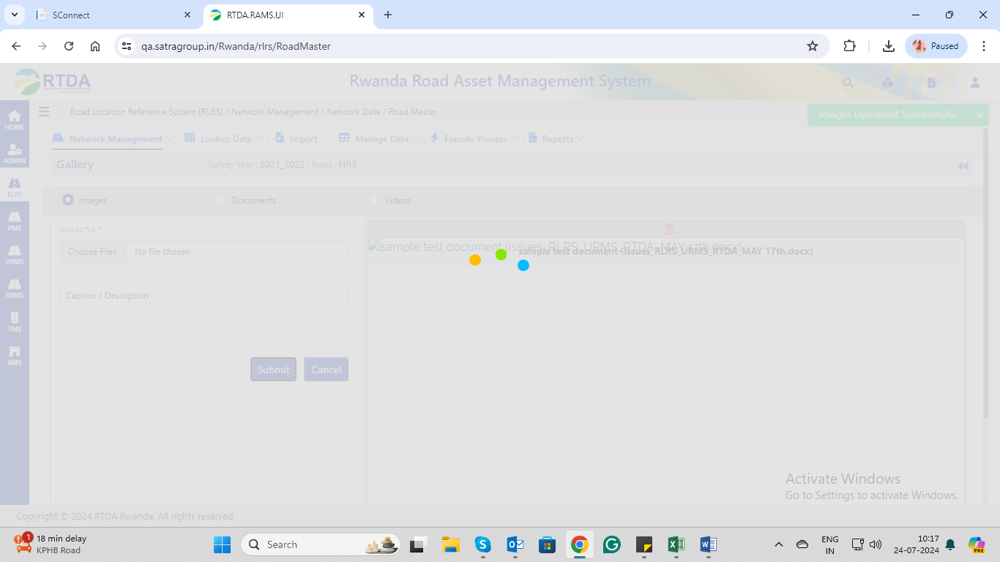 SConnect
RTDA.RAMS.UI
qa.satragroup.in/Rwanda/rlrs/RoadMaster
Paused
RTDA
Rwanda Road Asset Management System
Road Location Reference System (RLRS) / Network Management / Network Data / Road Master
Images Uploaded Successfully.
HOME
ADMIN
RLRS
PMS
URMS
RRMS
TMS
BMS
Network Management
Lookup Data
Import
Manage Data
Execute Process
Reports
Gallery
Survey Year : 2021_2022 ; Road : NR3
Images
Documents
Videos
Upload file *
Choose Files
No file chosen
sample test document (Issues_RLRS_URMS_RTDA_MAY 17th.docx)
sample test document-(Issues_RLRS_URMS_RTDA_MAY 17th.docx)
Caption / Description
Submit
Cancel
Activate Windows
Go to Settings to activate Windows.
Copyright © 2024 RTDA Rwanda. All rights reserved.
1
18 min delay
KPHB Road
Search
ENG
IN
10:17
24-07-2024
PRE